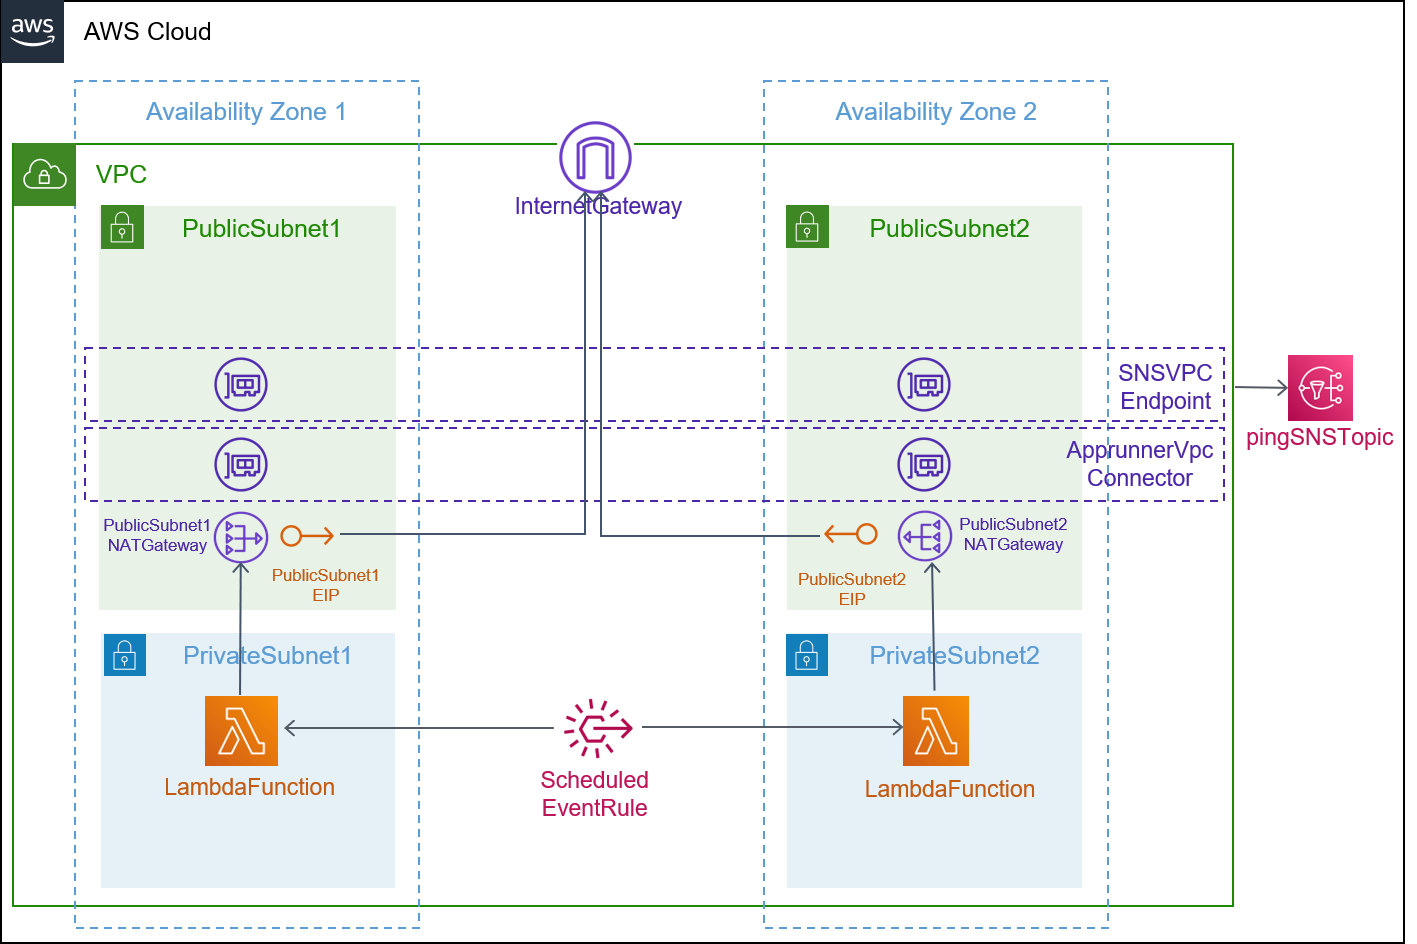 aws
AWS Cloud
Availability Zone 1
Availability Zone 2
VPC
InternetGateway
PublicSubnet1
PublicSubnet2
SNSVPC
Endpoint
pingSNSTopic
ApprunnerVpc
Connector
PublicSubnet1
NATGateway
PublicSubnet1
EIP
PublicSubnet2
EIP
PublicSubnet2
NATGateway
PrivateSubnet1
PrivateSubnet2
LambdaFunction
Scheduled
EventRule
LambdaFunction